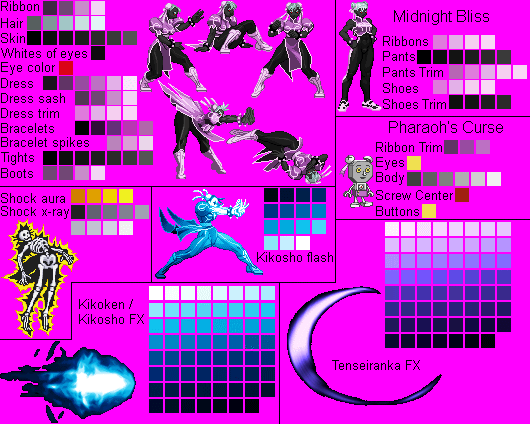 Ribbon
Hair
Skin
Whites of eyes
Eye color
Dress
Dress sash
Dress trim
Bracelets
Bracelet spikes
Tights
Boots
Midnight Bliss
Ribbons
Pants
Pants Trim
Shoes
Shoes Trim
Pharaoh's Curse
Ribbon Trim
Eyes
Body
Screw Center
Buttons
Shock aura
Shock x-ray
Kikosho flash
Kikoken /
Kikosho FX
Tenseiranka FX